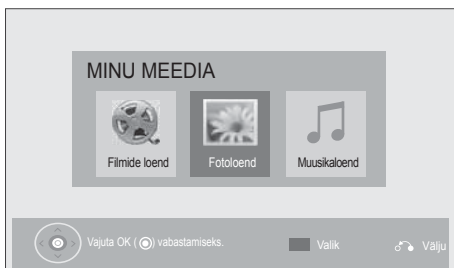 MINU MEEDIA
Filmide loend
Fotoloend
Muusikaloend
Vajuta OK (◉) vabastamiseks.
Valik
Välju